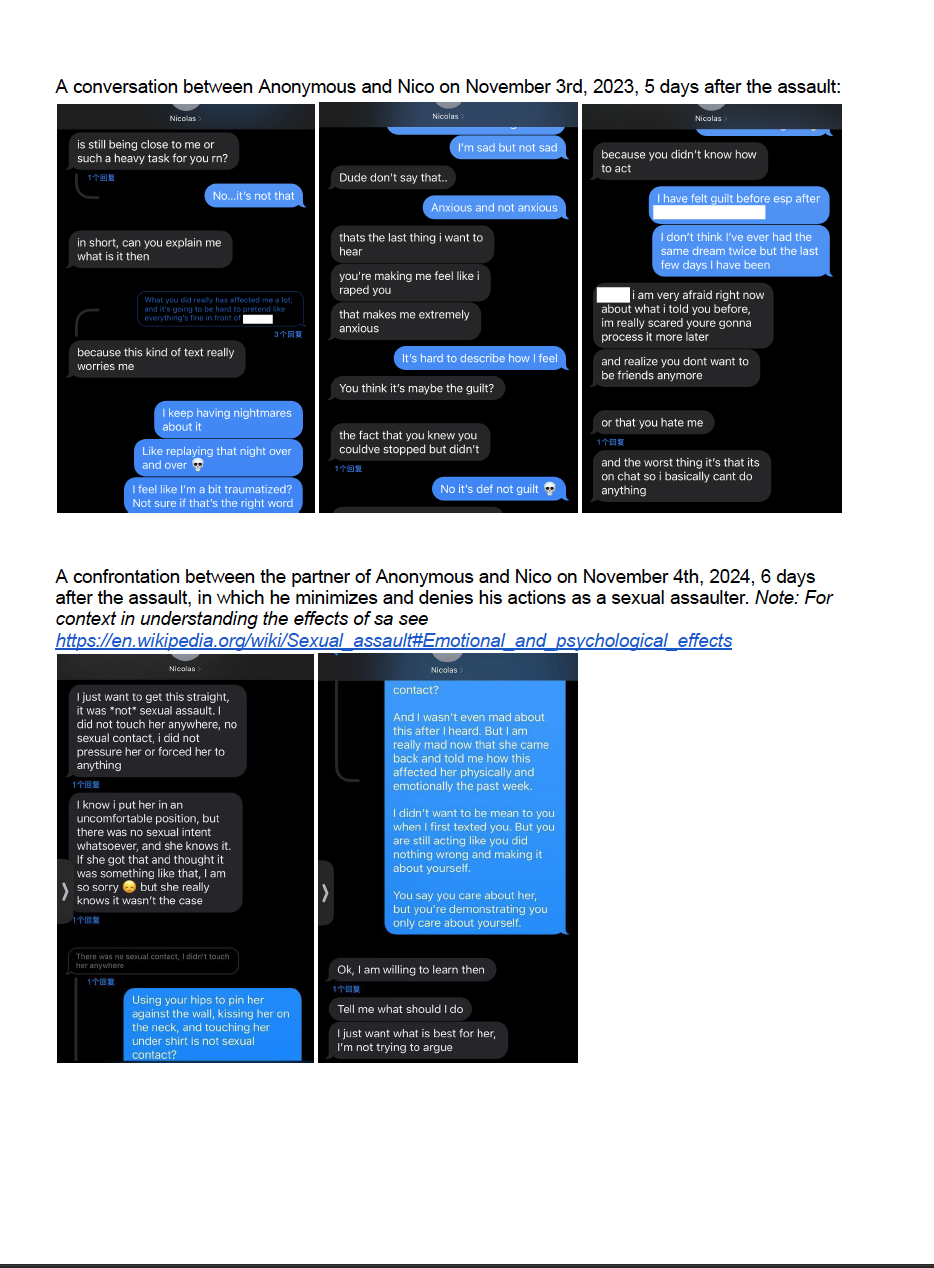 A conversation between Anonymous and Nico on November 3rd, 2023, 5 days after the assault:
Nicolas
is still being close to me or
such a heavy task for you rn?
1个回复
No...it's not that
in short, can you explain me
what is it then
What you did really has affected me a lot,
and it's going to be hard to pretend like
everything's fine in front of
3个回复
because this kind of text really
worries me
I keep having nightmares
about it
Like replaying that night over
and over 💀
I feel like I'm a bit traumatized?
Not sure if that's the right word
Nicolas
I'm sad but not sad
Dude don't say that..
Anxious and not anxious
thats the last thing i want to
hear
you're making me feel like i
raped you
that makes me extremely
anxious
It's hard to describe how I feel
You think it's maybe the guilt?
the fact that you knew you
couldve stopped but didn't
1个回复
No it's def not guilt 💀
Nicolas
because you didn't know how
to act
I have felt guilt before esp after
I don't think I've ever had the
same dream twice but the last
few days I have been
i am very afraid right now
about what i told you before,
im really scared youre gonna
process it more later
and realize you dont want to
be friends anymore
or that you hate me
1个回复
and the worst thing it's that its
on chat so i basically cant do
anything
A confrontation between the partner of Anonymous and Nico on November 4th, 2024, 6 days
after the assault, in which he minimizes and denies his actions as a sexual assaulter. Note: For
context in understanding the effects of sa see
https://en.wikipedia.org/wiki/Sexual_assault#Emotional_and_psychological_effects
Nicolas
I just want to get this straight,
it was *not* sexual assault. I
did not touch her anywhere, no
sexual contact, i did not
pressure her or forced her to
anything
1个回复
I know i put her in an
uncomfortable position, but
there was no sexual intent
whatsoever, and she knows it.
If she got that and thought it
was something like that, I am
so sorry 😞 but she really
knows it wasn't the case
1个回复
There was no sexual contact, I didn't touch
her anywhere
1个回复
Using your hips to pin her
against the wall, kissing her on
the neck, and touching her
under shirt is not sexual
contact?
Nicolas
contact?
And I wasn't even mad about
this after I heard. But I am
really mad now that she came
back and told me how this
affected her physically and
emotionally the past week.
I didn't want to be mean to you
when I first texted you. But you
are still acting like you did
nothing wrong and making it
about yourself.
You say you care about her,
but you're demonstrating you
only care about yourself.
Ok, I am willing to learn then
1个回复
Tell me what should I do
I just want what is best for her,
I'm not trying to argue